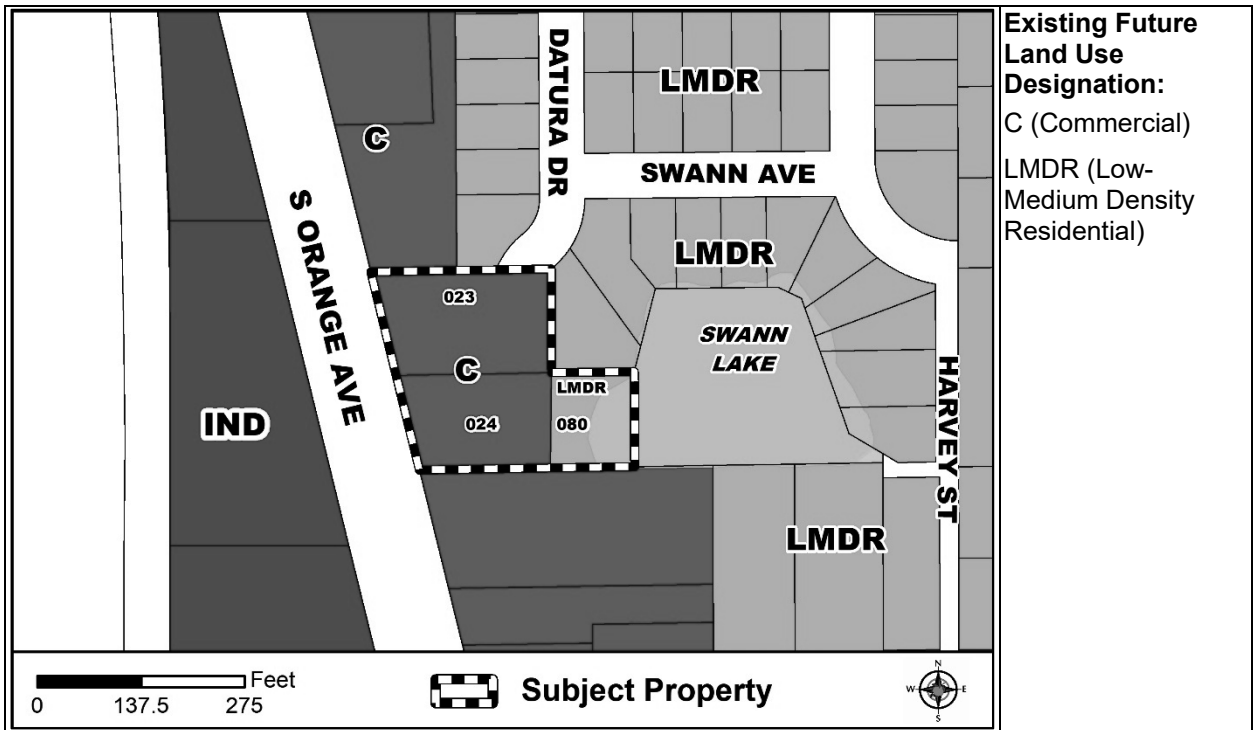 DATURA DR
LMDR
C
SWANN AVE
S ORANGE AVE
LMDR
023
SWANN
LAKE
C
LMDR
HARVEY ST
IND
024
080
LMDR
Feet
0
137.5
275
Subject Property
N
W
E
S
Existing Future
Land Use
Designation:
C (Commercial)
LMDR (Low-
Medium Density
Residential)